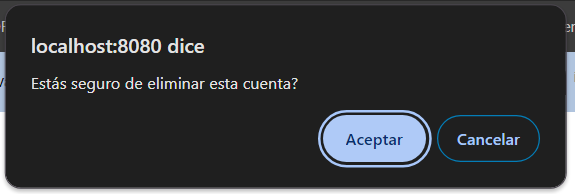 localhost:8080 dice
Estás seguro de eliminar esta cuenta?
Aceptar
Cancelar